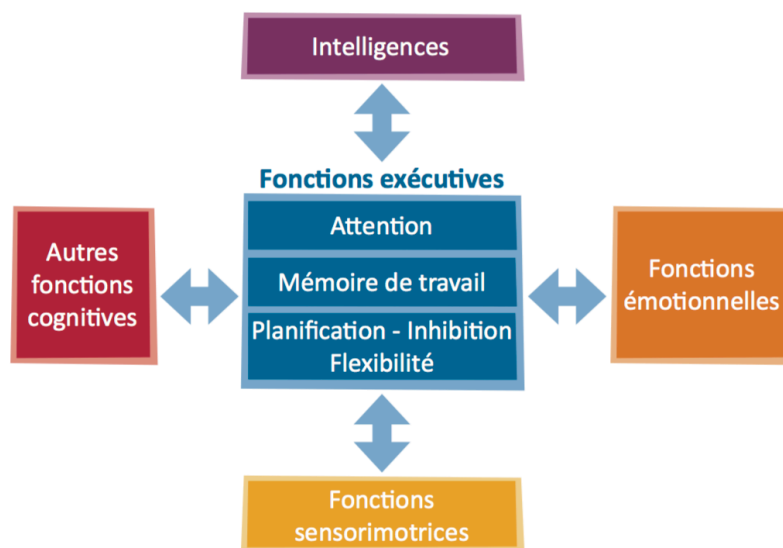 Intelligences
Fonctions exécutives
Attention
Mémoire de travail
Planification - Inhibition
Flexibilité
Autres
fonctions
cognitives
Fonctions
émotionnelles
Fonctions
sensorimotrices